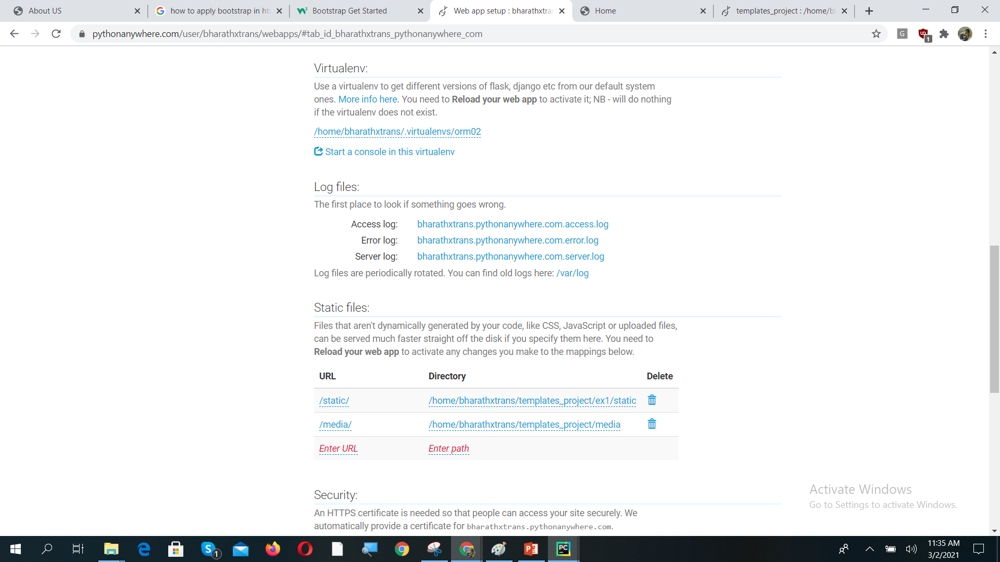 About US
how to apply bootstrap in ht
Bootstrap Get Started
Web app setup : bharathxtra
Home
templates_project : /home/b
pythonanywhere.com/user/bharathxtrans/webapps/#tab_id_bharathxtrans_pythonanywhere_com
G
1
Virtualenv:
Use a virtualenv to get different versions of flask, django etc from our default system
ones. More info here. You need to Reload your web app to activate it; NB - will do nothing
if the virtualenv does not exist.
/home/bharathxtrans/.virtualenvs/orm02
Start a console in this virtualenv
Log files:
The first place to look if something goes wrong.
Access log: bharathxtrans.pythonanywhere.com.access.log
Error log: bharathxtrans.pythonanywhere.com.error.log
Server log: bharathxtrans.pythonanywhere.com.server.log
Log files are periodically rotated. You can find old logs here: /var/log
Static files:
Files that aren't dynamically generated by your code, like CSS, JavaScript or uploaded files,
can be served much faster straight off the disk if you specify them here. You need to
Reload your web app to activate any changes you make to the mappings below.
URL Directory Delete
/static/ /home/bharathxtrans/templates_project/ex1/static
/media/ /home/bharathxtrans/templates_project/media
Enter URL Enter path
Security:
An HTTPS certificate is needed so that people can access your site securely. We
automatically provide a certificate for bharathxtrans.pythonanywhere.com.
Activate Windows
Go to Settings to activate Windows.
1
11:35 AM
3/2/2021